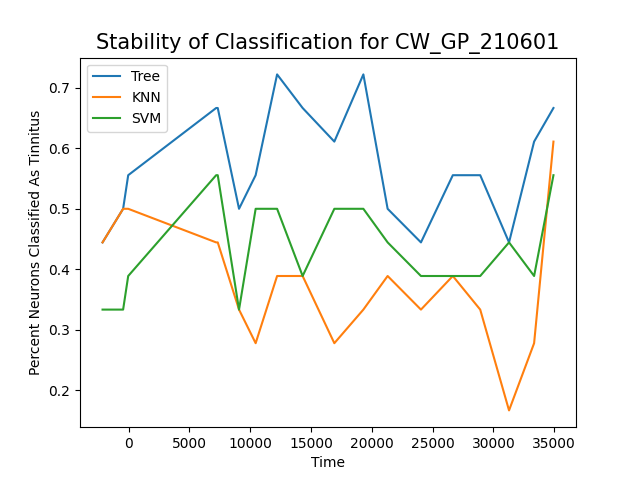 Stability of Classification for CW_GP_210601
Tree
KNN
SVM
Percent Neurons Classified As Tinnitus
0.7
0.6
0.5
0.4
0.3
0.2
0 5000 10000 15000 20000 25000 30000 35000
Time